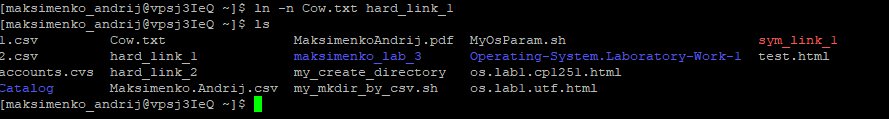 [maksimenko_andrij@vpsj3IeQ ~]$ ln -n Cow.txt hard_link_1
[maksimenko_andrij@vpsj3IeQ ~]$ ls
1.csv Cow.txt MaksimenkoAndrij.pdf MyOsParam.sh sym_link_1
2.csv hard_link_1 maksimenko_lab_3 Operating-System.Laboratory-Work-1 test.html
accounts.cvs hard_link_2 my_create_directory os.lab1.cp1251.html
Catalog Maksimenko.Andrij.csv my_mkdir_by_csv.sh os.lab1.utf.html
[maksimenko_andrij@vpsj3IeQ ~]$